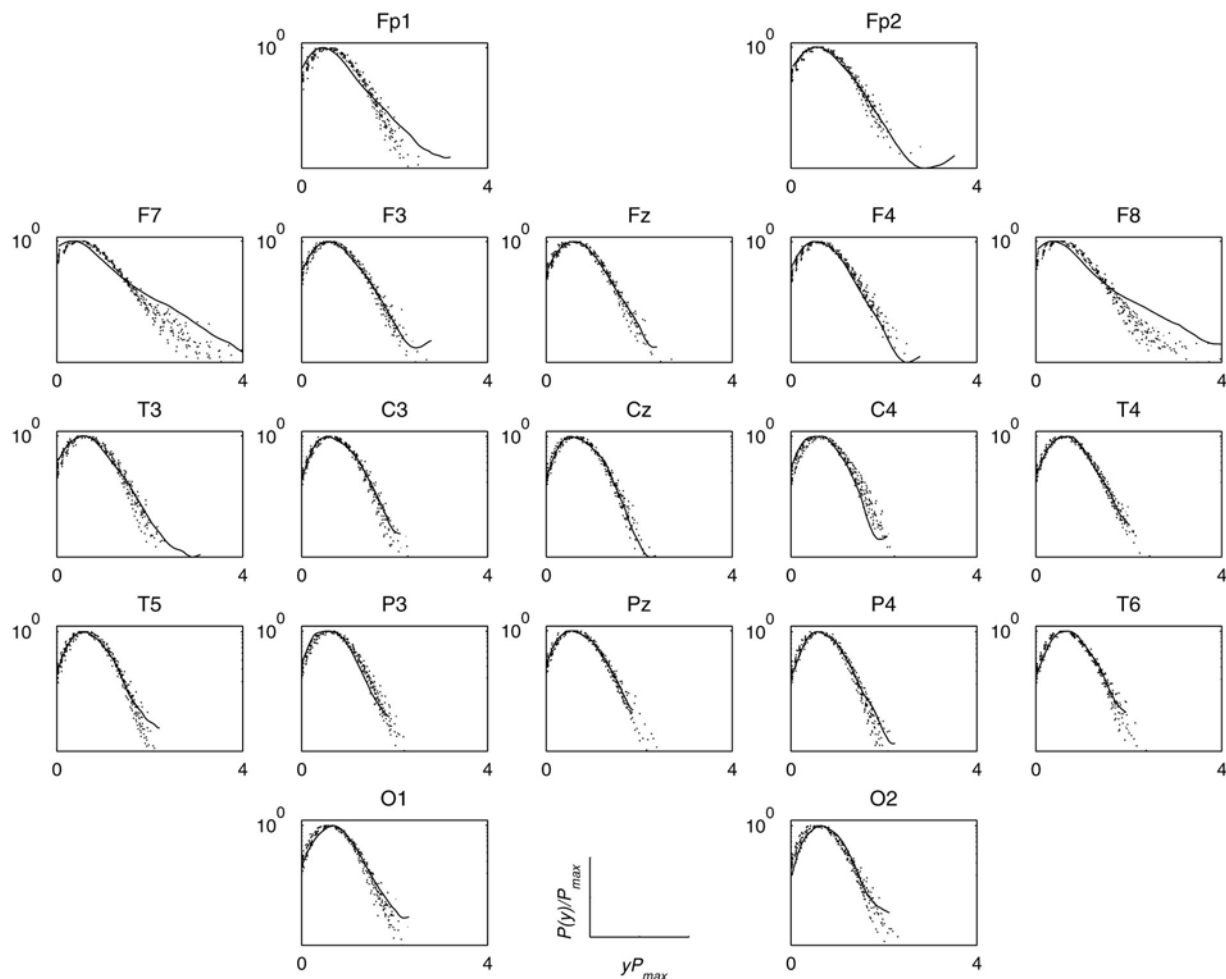 Fp1 Fp2
10^0 10^0
0 4 0 4
F7 F3 Fz F4 F8
10^0 10^0 10^0 10^0 10^0
0 4 0 4 0 4 0 4 0 4
T3 C3 Cz C4 T4
10^0 10^0 10^0 10^0 10^0
0 4 0 4 0 4 0 4 0 4
T5 P3 Pz P4 T6
10^0 10^0 10^0 10^0 10^0
0 4 0 4 0 4 0 4 0 4
O1 O2
10^0 10^0
P(y)/P_max
0 4 0 4
yP_max